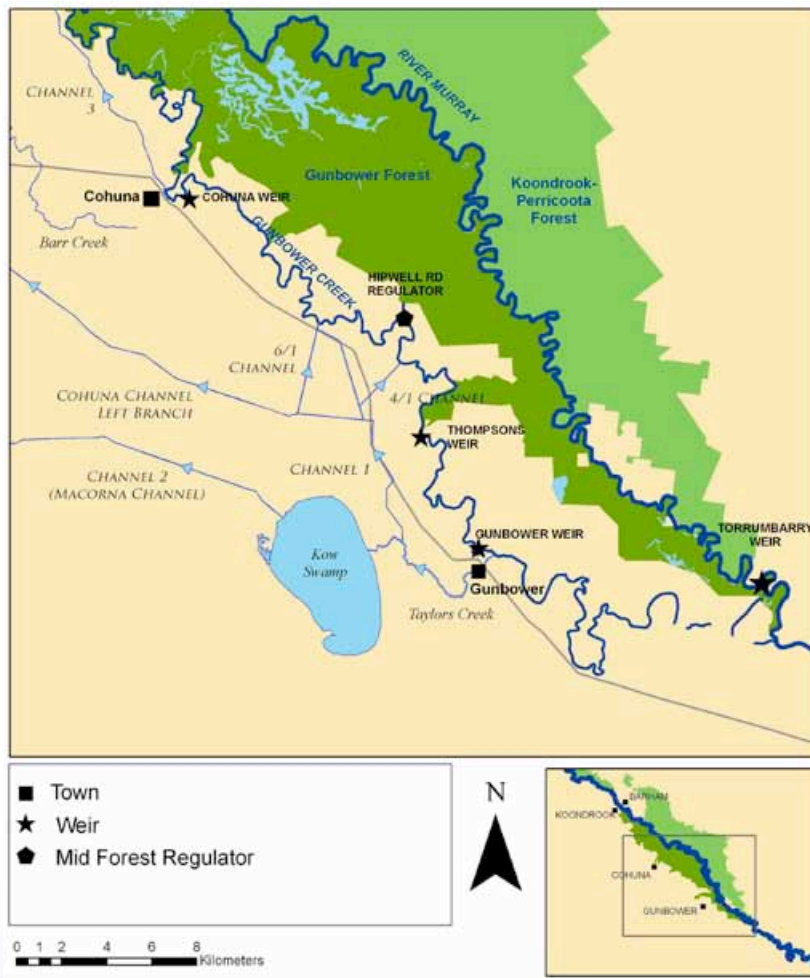 RIVER MURRAY
CHANNEL
3
Gunbower Forest
Koondrook-
Perricoota
Forest
Cohuna
COHUNA WEIR
Barr Creek
GUNBOWER CREEK
HIPWELL RD
REGULATOR
6/1
CHANNEL
COHUNA CHANNEL
LEFT BRANCH
4/1 CHANNEL
THOMPSONS
WEIR
CHANNEL 1
CHANNEL 2
(MACORNA CHANNEL)
GUNBOWER WEIR
TORRUMBARRY
WEIR
Kow
Swamp
Gunbower
Taylors Creek
Town
Weir
Mid Forest Regulator
0 1 2 4 6 8
Kilometers
N
BARHAM
KOONDROOK
COHUNA
GUNBOWER